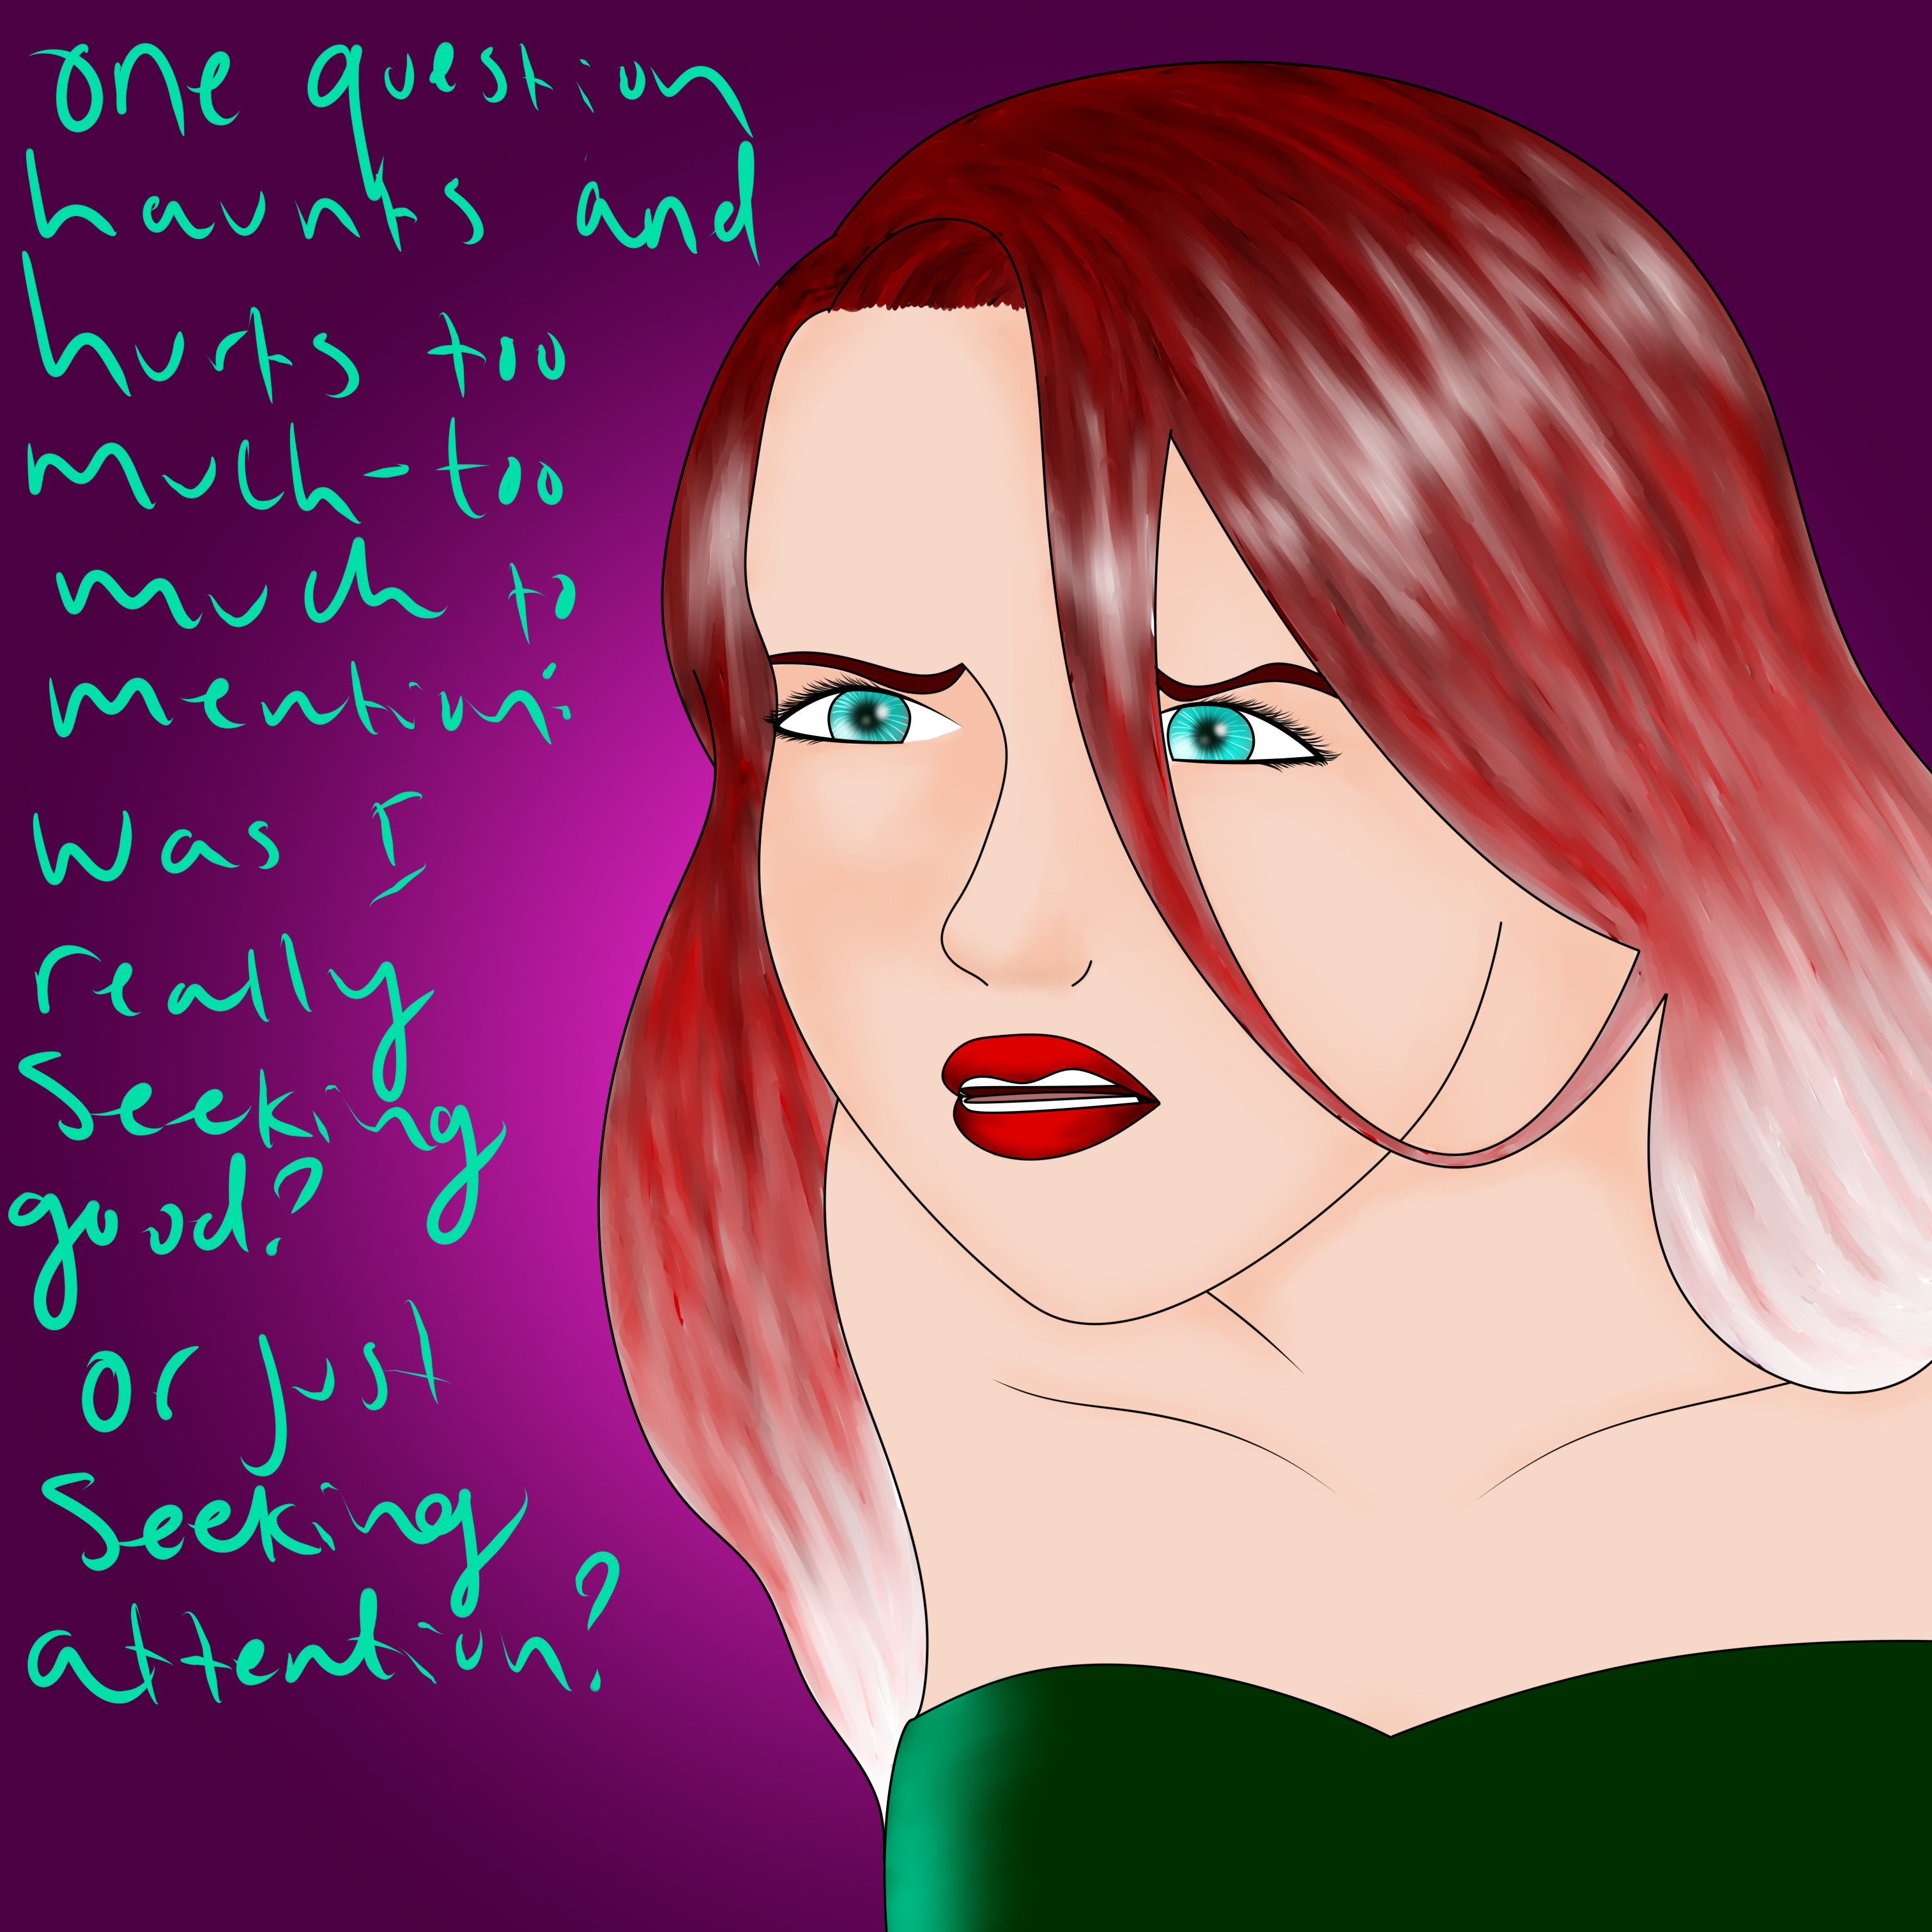 one question
haunts and
hurts too
much-too
much to
mention:
was I
really
seeking
good?
or just
seeking
attention?